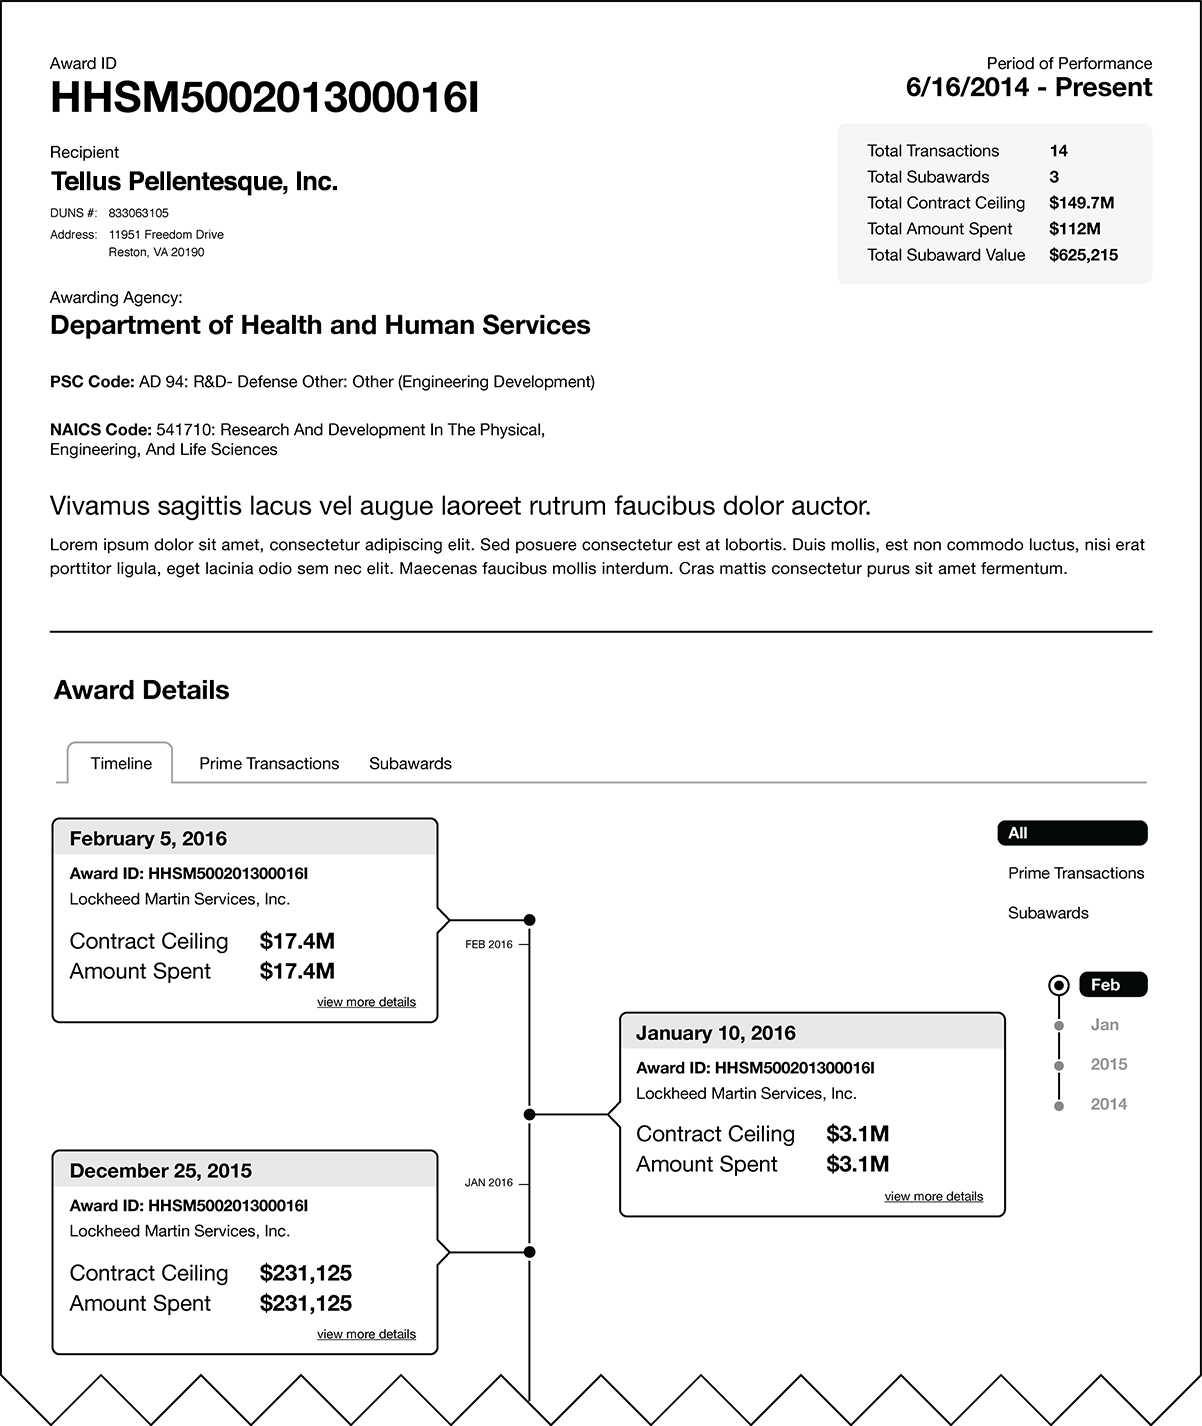 Award ID
HHSM500201300016I
Period of Performance
6/16/2014 - Present
Recipient
Tellus Pellentesque, Inc.
DUNS #: 833063105
Address: 11951 Freedom Drive
Reston, VA 20190
Total Transactions 14
Total Subawards 3
Total Contract Ceiling $149.7M
Total Amount Spent $112M
Total Subaward Value $625,215
Awarding Agency:
Department of Health and Human Services
PSC Code: AD 94: R&D- Defense Other: Other (Engineering Development)
NAICS Code: 541710: Research And Development In The Physical,
Engineering, And Life Sciences
Vivamus sagittis lacus vel augue laoreet rutrum faucibus dolor auctor.
Lorem ipsum dolor sit amet, consectetur adipiscing elit. Sed posuere consectetur est at lobortis. Duis mollis, est non commodo luctus, nisi erat
porttitor ligula, eget lacinia odio sem nec elit. Maecenas faucibus mollis interdum. Cras mattis consectetur purus sit amet fermentum.
Award Details
Timeline
Prime Transactions
Subawards
February 5, 2016
Award ID: HHSM500201300016I
Lockheed Martin Services, Inc.
Contract Ceiling $17.4M
Amount Spent $17.4M
view more details
FEB 2016
January 10, 2016
Award ID: HHSM500201300016I
Lockheed Martin Services, Inc.
Contract Ceiling $3.1M
Amount Spent $3.1M
view more details
JAN 2016
December 25, 2015
Award ID: HHSM500201300016I
Lockheed Martin Services, Inc.
Contract Ceiling $231,125
Amount Spent $231,125
view more details
All
Prime Transactions
Subawards
Feb
Jan
2015
2014